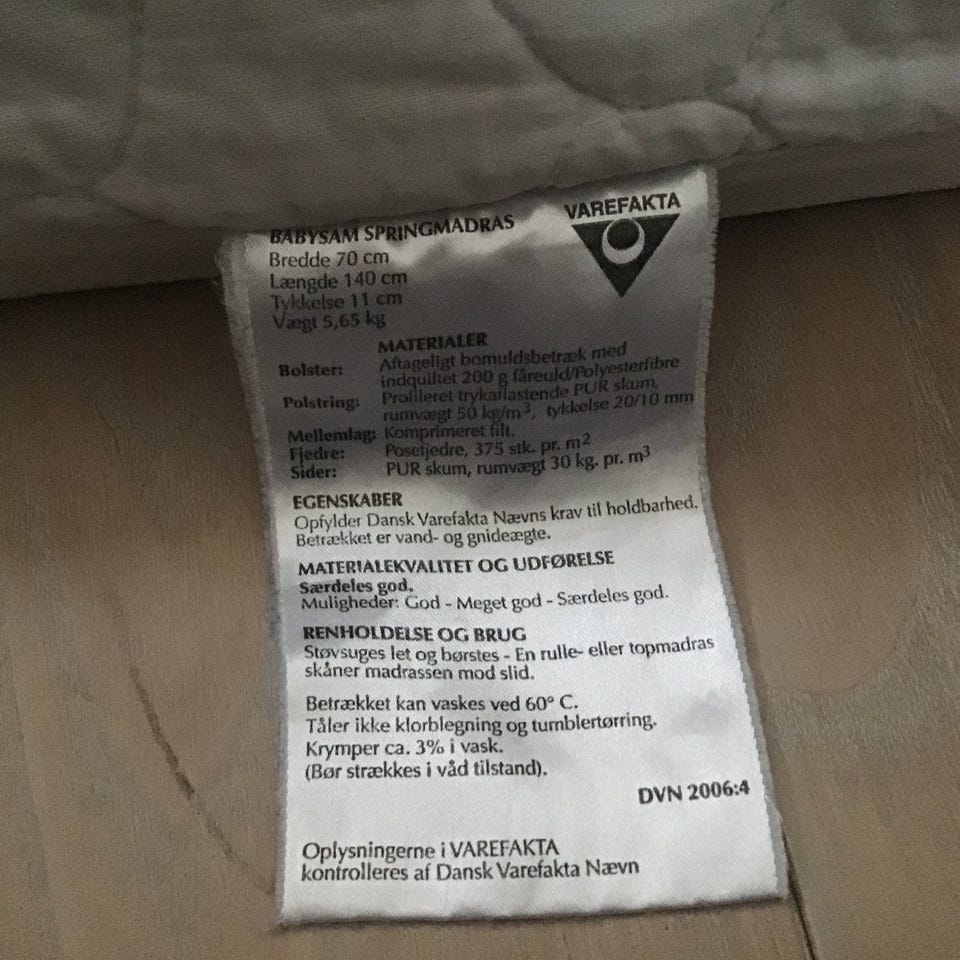 VAREFAKTA
BABYSAM SPRINGMADRAS
Bredde 70 cm
Længde 140 cm
Tykkelse 11 cm
Vægt 5,65 kg
MATERIALER
Bolster: Aftageligt bomuldsbetræk med
indquiltet 200 g fåreuld/Polyesterfibre
Polstring: Profileret trykaflastende PUR skum,
rumvægt 50 kg/m³, tykkelse 20/10 mm
Mellemlag: Komprimeret filt.
Fjedre: Posefjedre, 375 stk. pr. m²
Sider: PUR skum, rumvægt 30 kg. pr. m³
EGENSKABER
Opfylder Dansk Varefakta Nævns krav til holdbarhed.
Betrækket er vand- og gnideægte.
MATERIALEKVALITET OG UDFØRELSE
Særdeles god.
Muligheder: God - Meget god - Særdeles god.
RENHOLDELSE OG BRUG
Støvsuges let og børstes - En rulle- eller topmadras
skåner madrassen mod slid.
Betrækket kan vaskes ved 60° C.
Tåler ikke klorblegning og tumblertørring.
Krymper ca. 3% i vask.
(Bør strækkes i våd tilstand).
DVN 2006:4
Oplysningerne i VAREFAKTA
kontrolleres af Dansk Varefakta Nævn